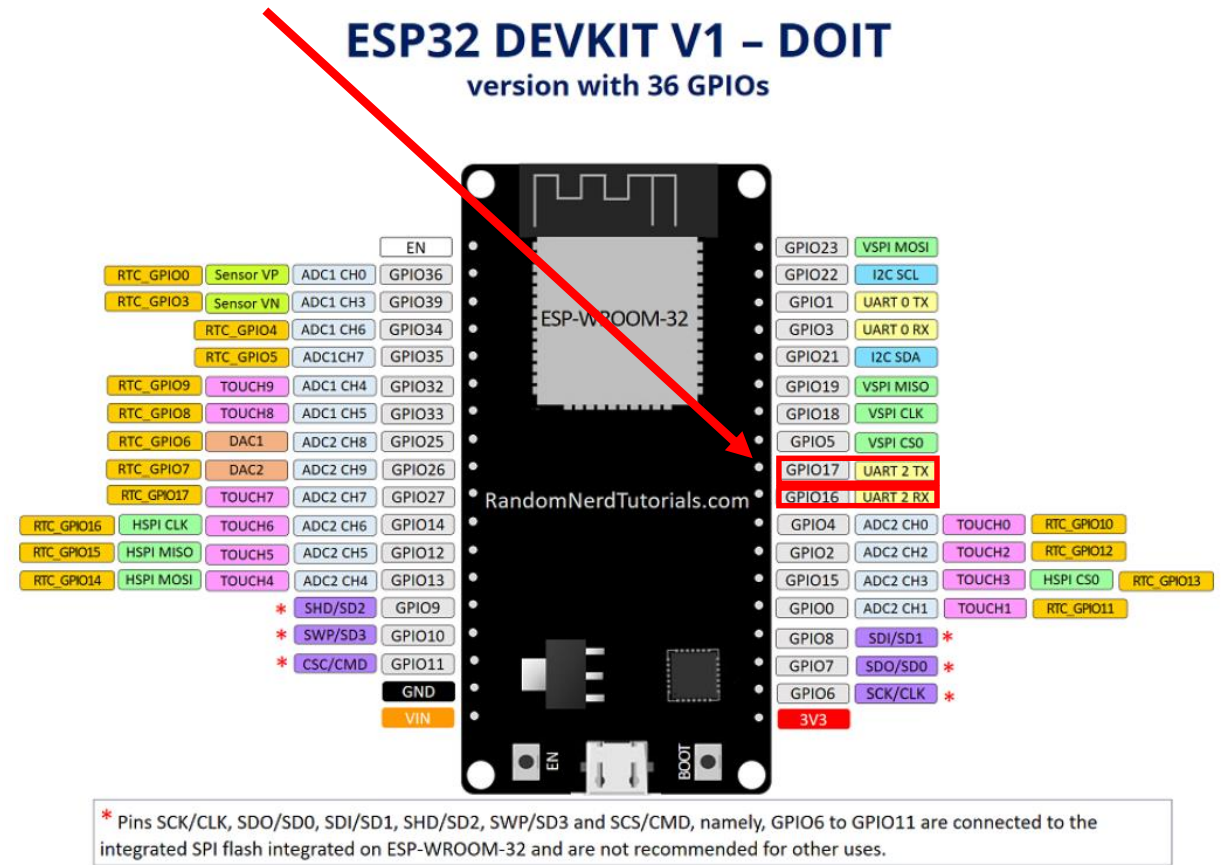 ESP32 DEVKIT V1 – DOIT
version with 36 GPIOs
EN
RTC_GPIO0 Sensor VP ADC1 CH0 GPIO36
RTC_GPIO3 Sensor VN ADC1 CH3 GPIO39
RTC_GPIO4 ADC1 CH6 GPIO34
RTC_GPIO5 ADC1CH7 GPIO35
RTC_GPIO9 TOUCH9 ADC1 CH4 GPIO32
RTC_GPIO8 TOUCH8 ADC1 CH5 GPIO33
RTC_GPIO6 DAC1 ADC2 CH8 GPIO25
RTC_GPIO7 DAC2 ADC2 CH9 GPIO26
RTC_GPIO17 TOUCH7 ADC2 CH7 GPIO27
RTC_GPIO16 HSPI CLK TOUCH6 ADC2 CH6 GPIO14
RTC_GPIO15 HSPI MISO TOUCH5 ADC2 CH5 GPIO12
RTC_GPIO14 HSPI MOSI TOUCH4 ADC2 CH4 GPIO13
* SHD/SD2 GPIO9
* SWP/SD3 GPIO10
* CSC/CMD GPIO11
GND
VIN
ESP-WROOM-32
RandomNerdTutorials.com
EN
BOOT
GPIO23 VSPI MOSI
GPIO22 I2C SCL
GPIO1 UART 0 TX
GPIO3 UART 0 RX
GPIO21 I2C SDA
GPIO19 VSPI MISO
GPIO18 VSPI CLK
GPIO5 VSPI CS0
GPIO17 UART 2 TX
GPIO16 UART 2 RX
GPIO4 ADC2 CH0 TOUCH0 RTC_GPIO10
GPIO2 ADC2 CH2 TOUCH2 RTC_GPIO12
GPIO15 ADC2 CH3 TOUCH3 HSPI CS0 RTC_GPIO13
GPIO0 ADC2 CH1 TOUCH1 RTC_GPIO11
GPIO8 SDI/SD1 *
GPIO7 SDO/SD0 *
GPIO6 SCK/CLK *
3V3
* Pins SCK/CLK, SDO/SD0, SDI/SD1, SHD/SD2, SWP/SD3 and SCS/CMD, namely, GPIO6 to GPIO11 are connected to the
integrated SPI flash integrated on ESP-WROOM-32 and are not recommended for other uses.